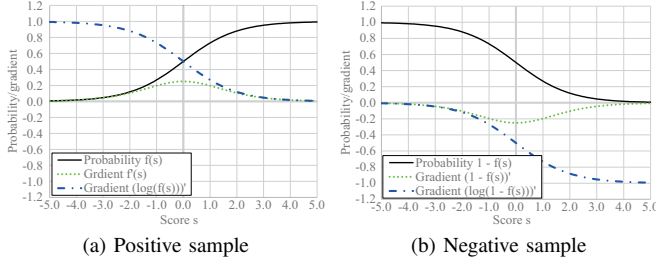 1.2
1.0
0.8
0.6
0.4
0.2
0.0
-0.2
-0.4
-0.6
-0.8
-1.0
-1.2
Probability/gradient
Probability f(s)
Grdient f'(s)
Gradient (log(f(s)))'
-5.0 -4.0 -3.0 -2.0 -1.0 0.0 1.0 2.0 3.0 4.0 5.0
Score s
(a) Positive sample
1.2
1.0
0.8
0.6
0.4
0.2
0.0
-0.2
-0.4
-0.6
-0.8
-1.0
-1.2
Probability/gradient
Probability 1 - f(s)
Gradient (1 - f(s))'
Gradient (log(1 - f(s)))'
-5.0 -4.0 -3.0 -2.0 -1.0 0.0 1.0 2.0 3.0 4.0 5.0
Score s
(b) Negative sample